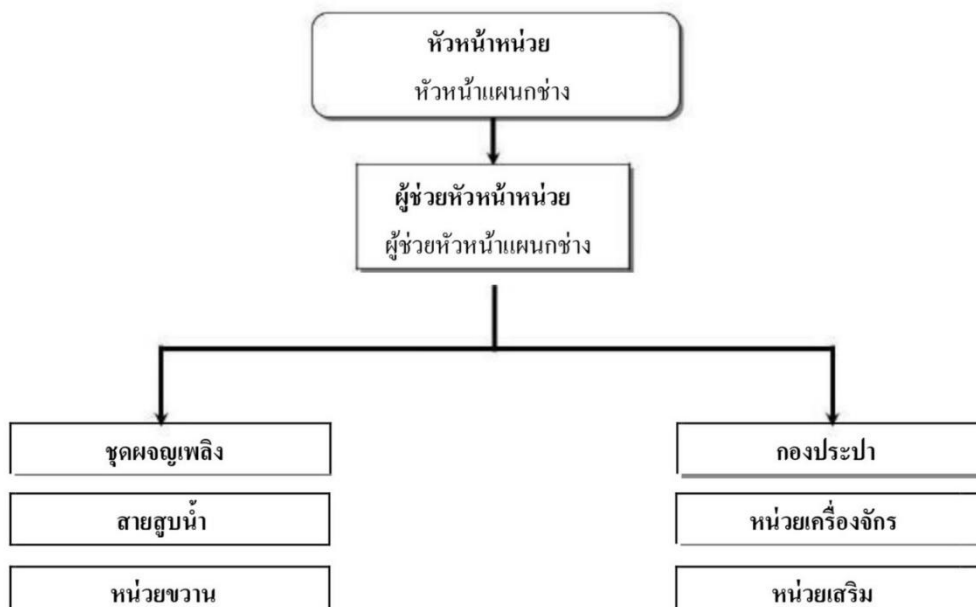 หัวหน้าหน่วย
หัวหน้าแผนกช่าง
ผู้ช่วยหัวหน้าหน่วย
ผู้ช่วยหัวหน้าแผนกช่าง
ชุดผจญเพลิง
สายสูบน้ำ
หน่วยขวาน
กองประปา
หน่วยเครื่องจักร
หน่วยเสริม